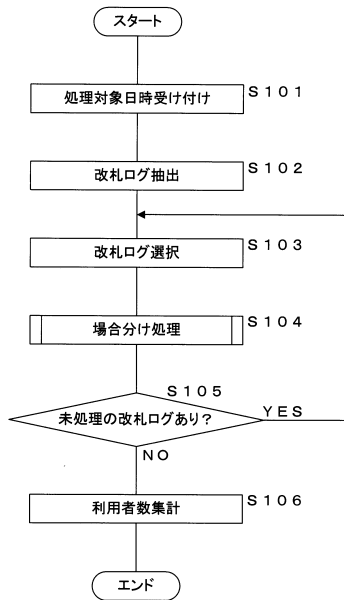 スタート
処理対象日時受け付け
S101
改札ログ抽出
S102
改札ログ選択
S103
場合分け処理
S104
S105
未処理の改札ログあり？
YES
NO
利用者数集計
S106
エンド